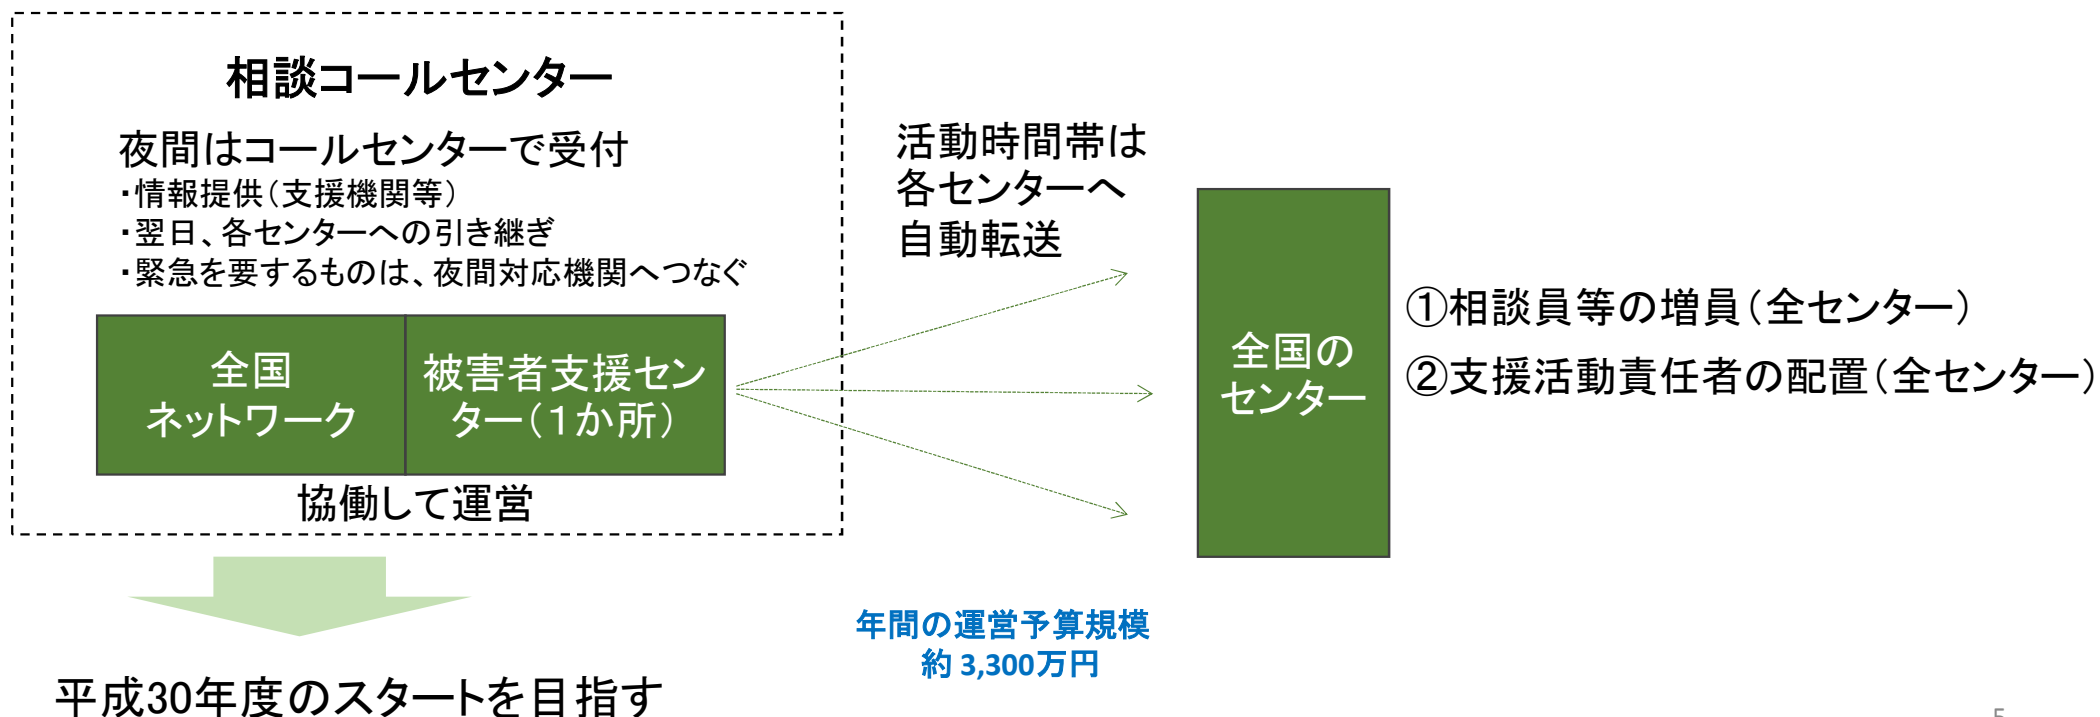 相談コールセンター
夜間はコールセンターで受付
・情報提供（支援機関等）
・翌日、各センターへの引き継ぎ
・緊急を要するものは、夜間対応機関へつなぐ
全国
ネットワーク
被害者支援セン
ター（１か所）
協働して運営
活動時間帯は
各センターへ
自動転送
全国の
センター
①相談員等の増員（全センター）
②支援活動責任者の配置（全センター）
年間の運営予算規模
約 3,300万円
平成30年度のスタートを目指す
5